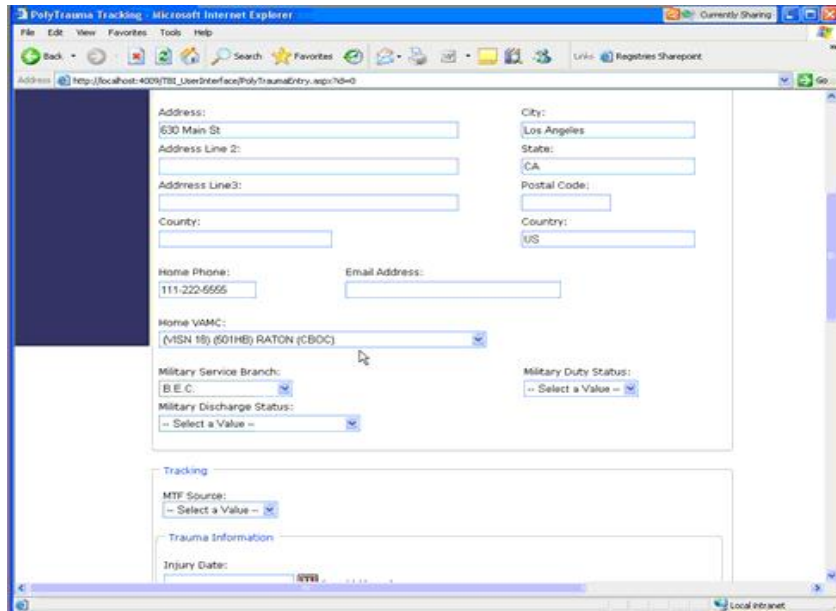 PolyTrauma Tracking - Microsoft Internet Explorer
Currently Sharing
File Edit View Favorites Tools Help
Back Search Favorites Links Registries Sharepoint
Address http://localhost:4009/TBI_UserInterface/PolyTraumaEntry.aspx?id=0 Go
Address: City:
630 Main St Los Angeles
Address Line 2: State:
CA
Addrress Line3: Postal Code:
County: Country:
US
Home Phone: Email Address:
111-222-5555
Home VAMC:
(VISN 18) (501HB) RATON (CBOC)
Military Service Branch: Military Duty Status:
B.E.C. -- Select a Value --
Military Discharge Status:
-- Select a Value --
Tracking
MTF Source:
-- Select a Value --
Trauma Information
Injury Date:
Local intranet